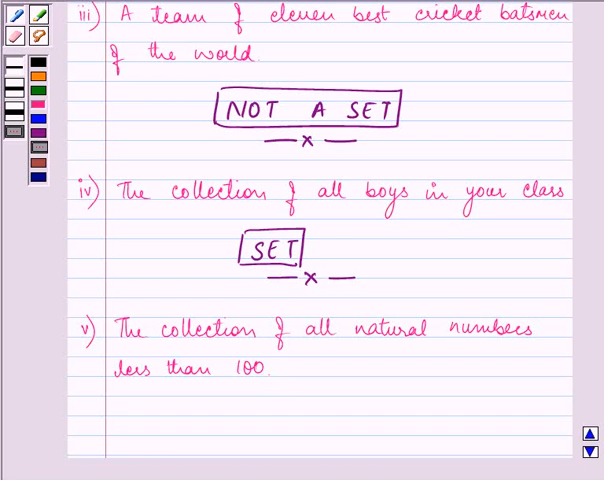 iii) A team of eleven best cricket batsmen
of the world.
NOT A SET
— x —
iv) The collection of all boys in your class
SET
— x —
v) The collection of all natural numbers
less than 100.